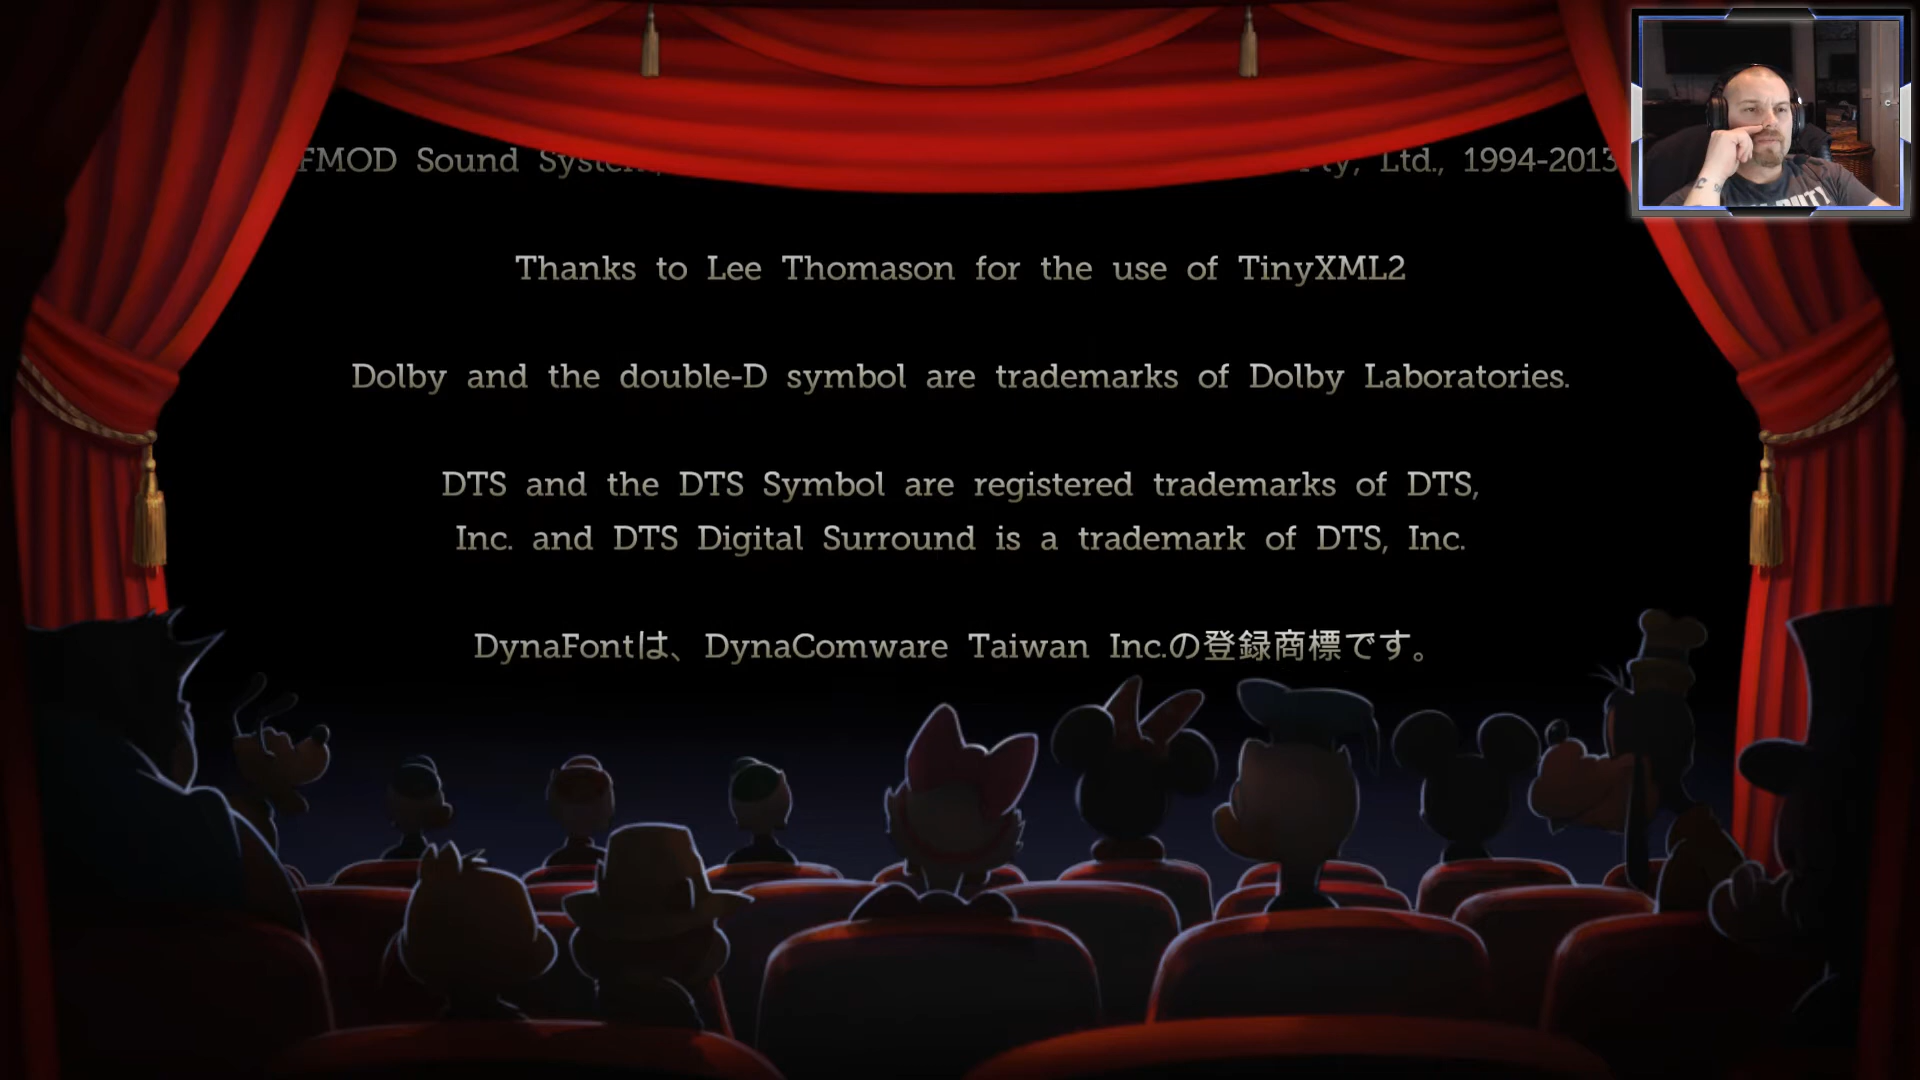 FMOD Sound System, Ltd., 1994-2013
Thanks to Lee Thomason for the use of TinyXML2
Dolby and the double-D symbol are trademarks of Dolby Laboratories.
DTS and the DTS Symbol are registered trademarks of DTS,
Inc. and DTS Digital Surround is a trademark of DTS, Inc.
DynaFontは、DynaComware Taiwan Inc.の登録商標です。